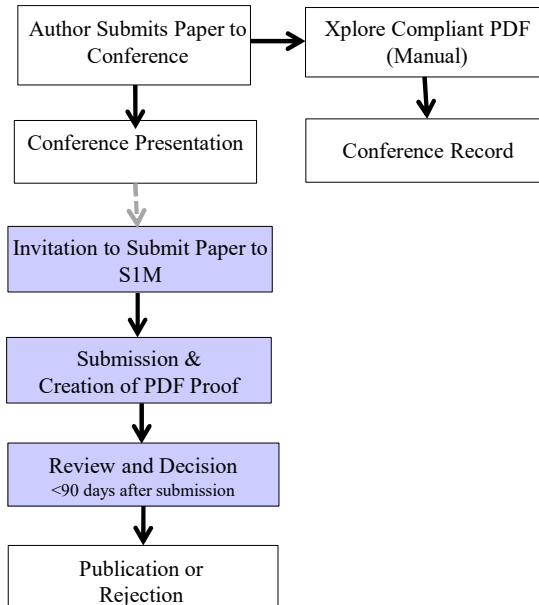 Author Submits Paper to
Conference
Xplore Compliant PDF
(Manual)
Conference Presentation
Conference Record
Invitation to Submit Paper to
S1M
Submission &
Creation of PDF Proof
Review and Decision
<90 days after submission
Publication or
Rejection